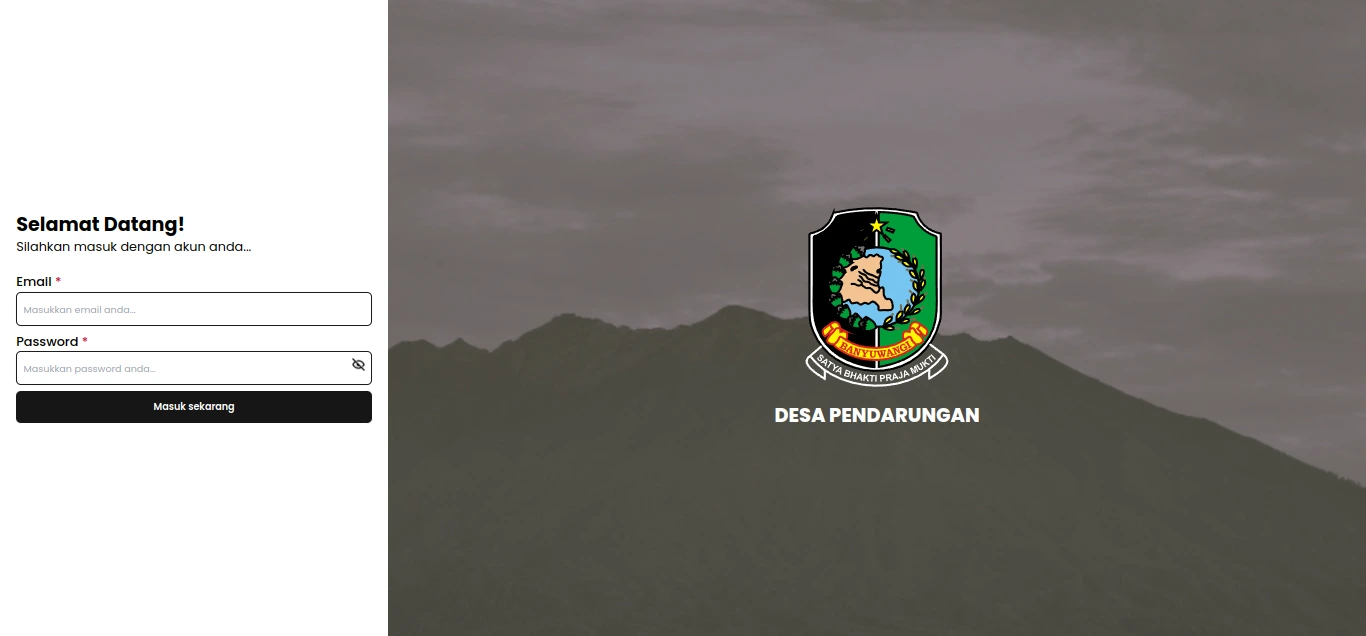 Selamat Datang!
Silahkan masuk dengan akun anda...
Email *
Masukkan email anda...
Password *
Masukkan password anda...
Masuk sekarang
BANYUWANGI
SATYA BHAKTI PRAJA MUKTI
DESA PENDARUNGAN